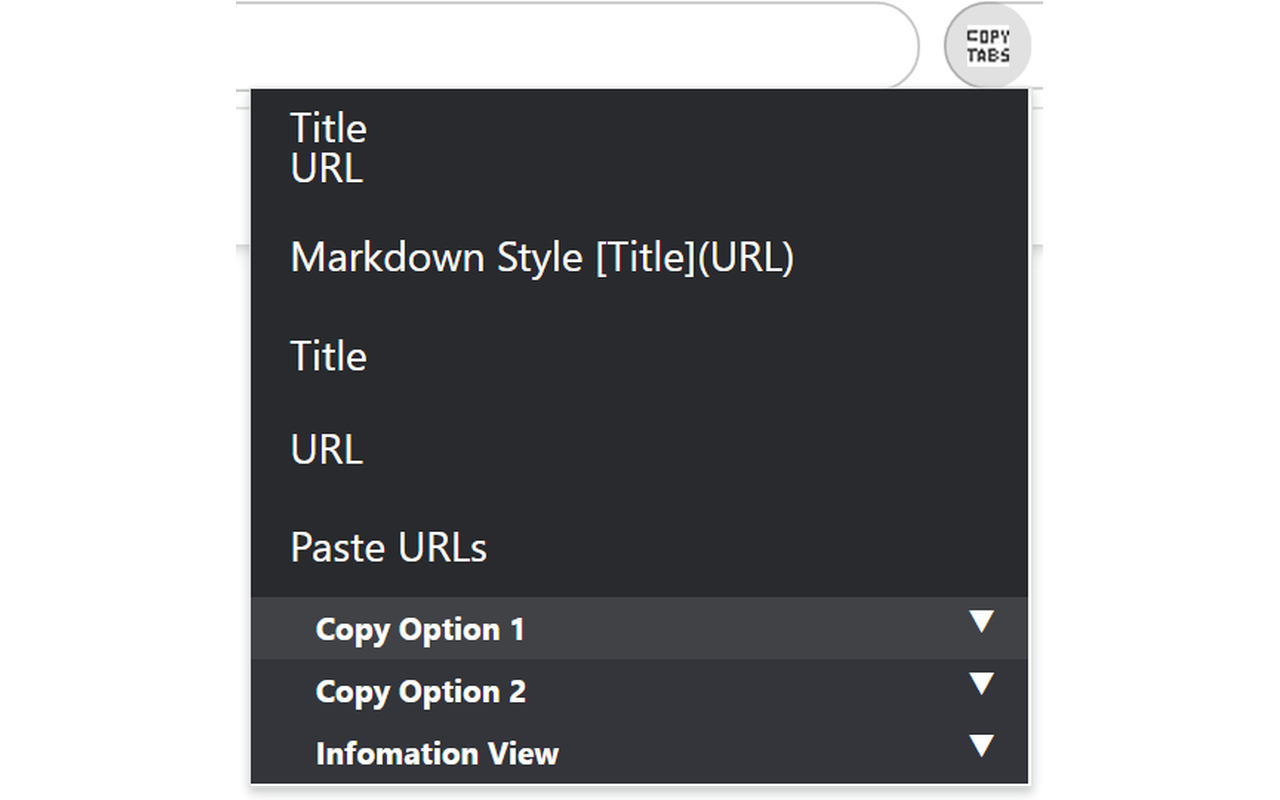 COPY
TABS
Title
URL
Markdown Style [Title](URL)
Title
URL
Paste URLs
Copy Option 1
Copy Option 2
Infomation View